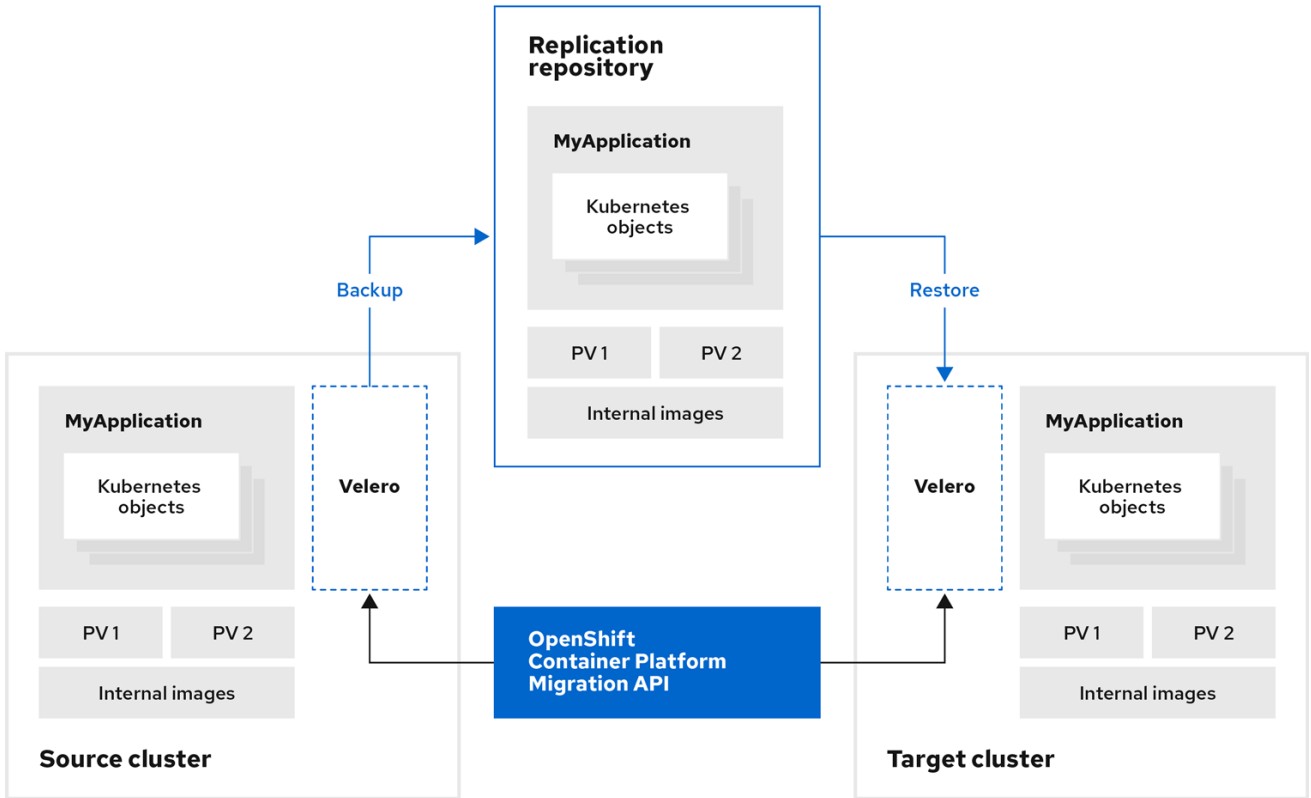 Replication
repository
MyApplication
Kubernetes
objects
Backup
Restore
PV 1
PV 2
Internal images
MyApplication
Kubernetes
objects
Velero
PV 1
PV 2
Internal images
Source cluster
OpenShift
Container Platform
Migration API
Velero
MyApplication
Kubernetes
objects
PV 1
PV 2
Internal images
Target cluster